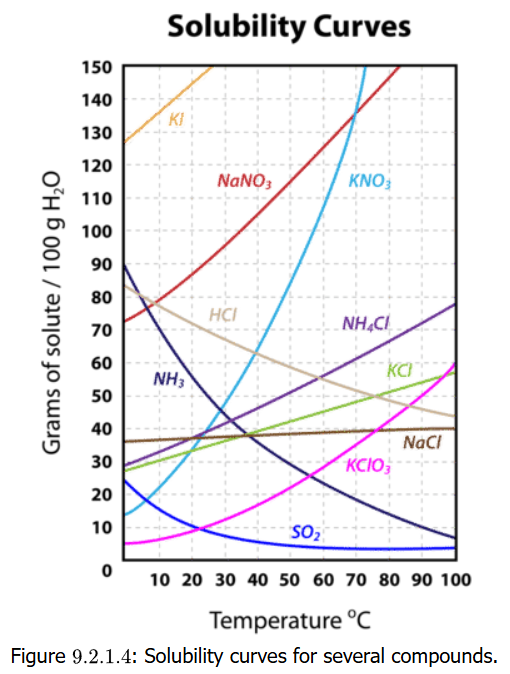 Solubility Curves
Grams of solute / 100 g H₂O
150
140
130
120
110
100
90
80
70
60
50
40
30
20
10
0
KI
NaNO₃
KNO₃
HCl
NH₄Cl
NH₃
KCl
NaCl
KClO₃
SO₂
10 20 30 40 50 60 70 80 90 100
Temperature ⁰C
Figure 9.2.1.4: Solubility curves for several compounds.